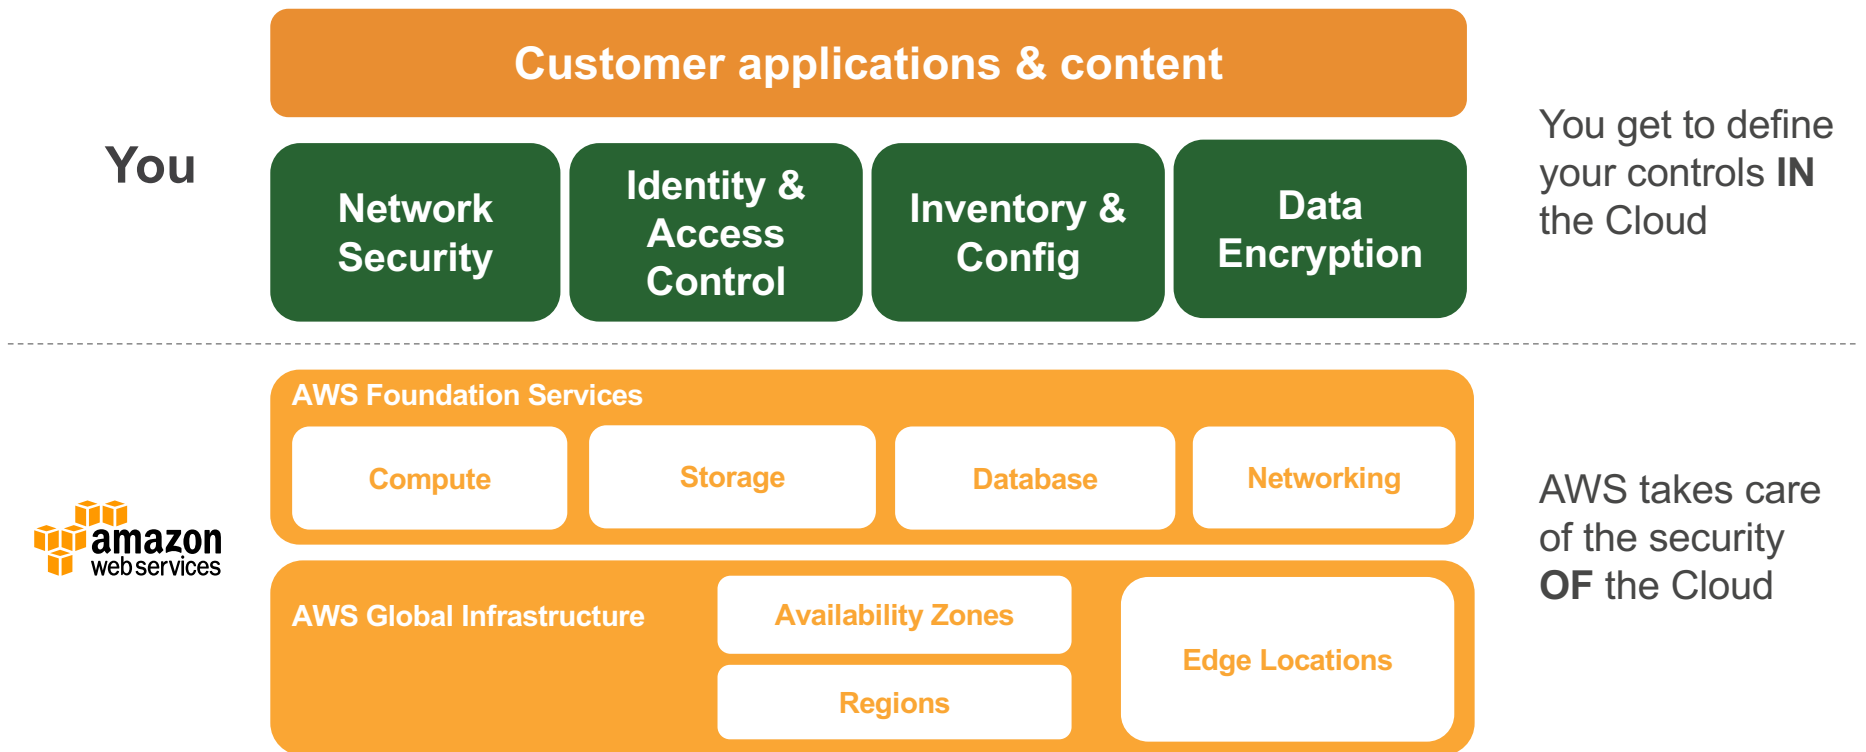 Customer applications & content
You
Network
Security
Identity &
Access
Control
Inventory &
Config
Data
Encryption
You get to define
your controls IN
the Cloud
AWS Foundation Services
Compute
Storage
Database
Networking
amazon
webservices
AWS takes care
of the security
OF the Cloud
AWS Global Infrastructure
Availability Zones
Regions
Edge Locations